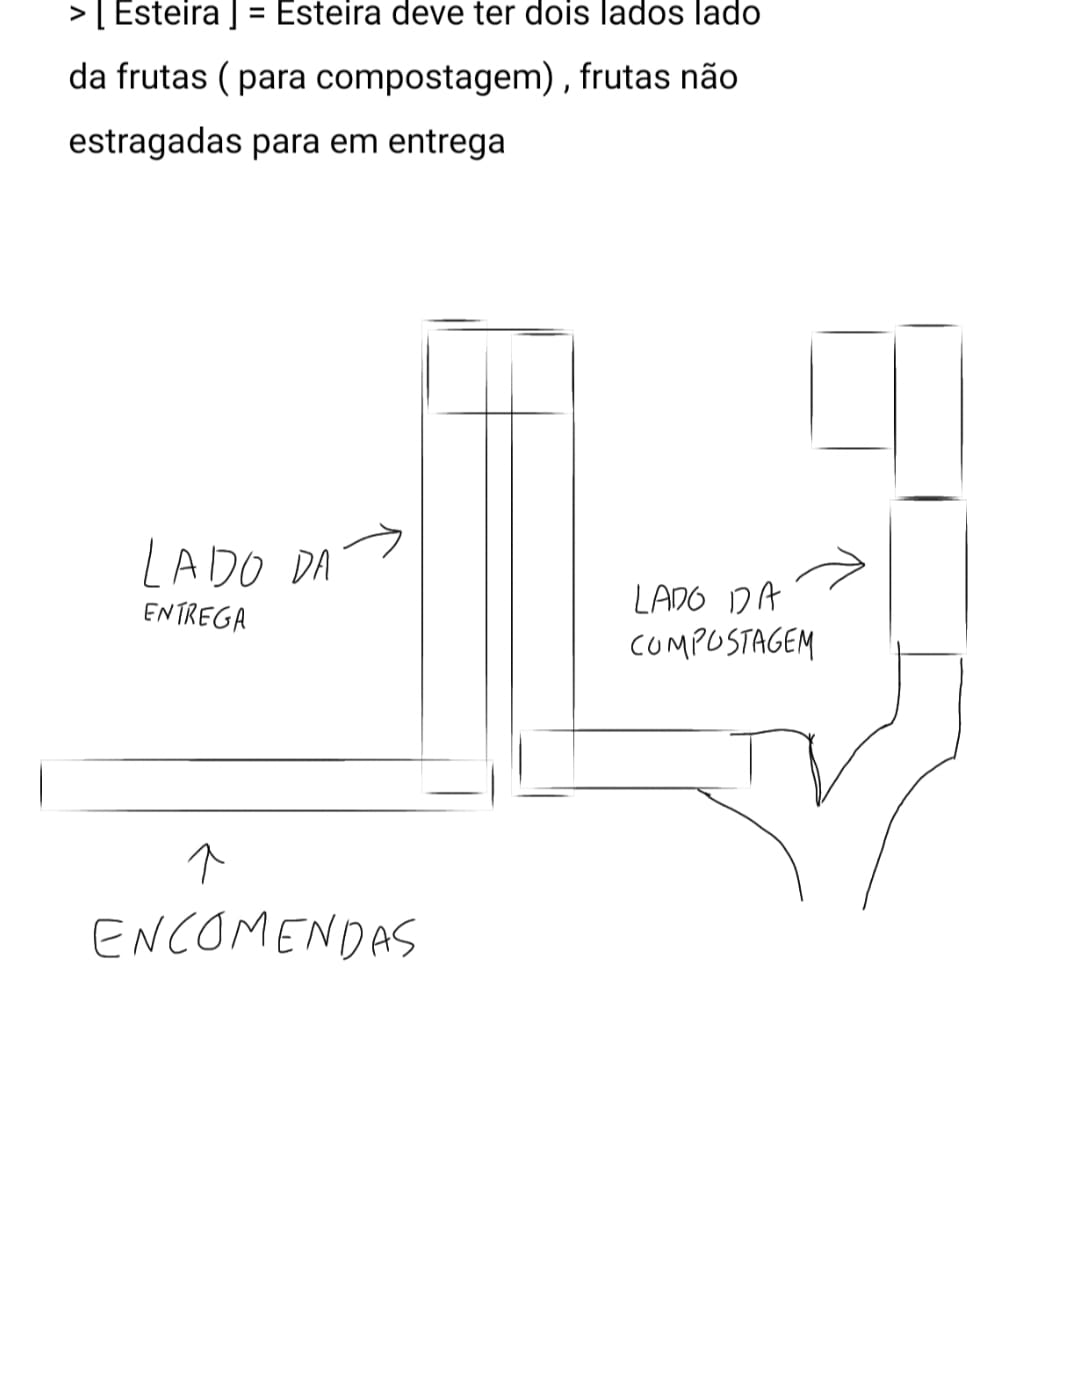 > [ Esteira ] = Esteira deve ter dois lados lado
da frutas ( para compostagem) , frutas não
estragadas para em entrega
LADO DA
ENTREGA
LADO DA
COMPOSTAGEM
ENCOMENDAS